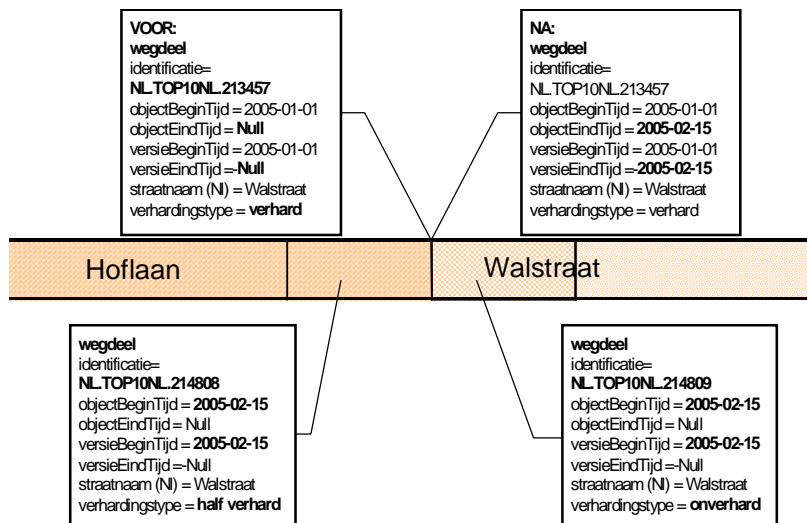 VOOR:
wegdeel
identificatie=
NL.TOP10NL.213457
objectBeginTijd = 2005-01-01
objectEindTijd = Null
versieBeginTijd = 2005-01-01
versieEindTijd =-Null
straatnaam (Nl) = Walstraat
verhardingstype = verhard
NA:
wegdeel
identificatie=
NL.TOP10NL.213457
objectBeginTijd = 2005-01-01
objectEindTijd = 2005-02-15
versieBeginTijd = 2005-01-01
versieEindTijd =-2005-02-15
straatnaam (Nl) = Walstraat
verhardingstype = verhard
Hoflaan
Walstraat
wegdeel
identificatie=
NL.TOP10NL.214808
objectBeginTijd = 2005-02-15
objectEindTijd = Null
versieBeginTijd = 2005-02-15
versieEindTijd =-Null
straatnaam (Nl) = Walstraat
verhardingstype = half verhard
wegdeel
identificatie=
NL.TOP10NL.214809
objectBeginTijd = 2005-02-15
objectEindTijd = Null
versieBeginTijd = 2005-02-15
versieEindTijd =-Null
straatnaam (Nl) = Walstraat
verhardingstype = onverhard